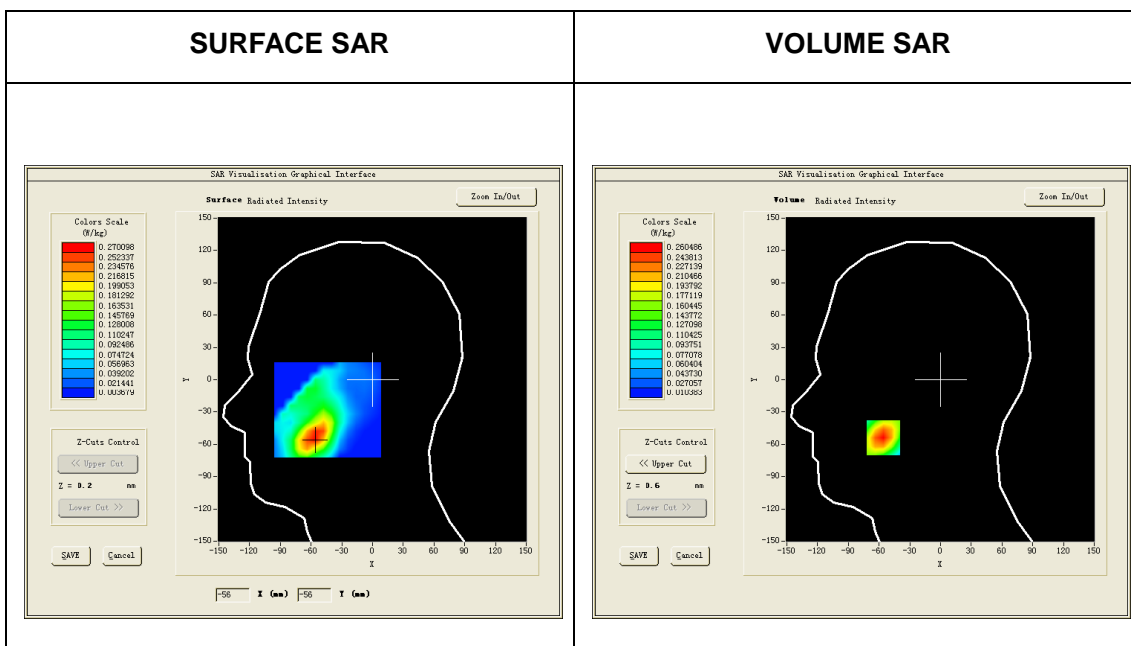 SURFACE SAR
VOLUME SAR
SAR Visualisation Graphical Interface
Surface Radiated Intensity
Zoom In/Out
Colors Scale
(W/kg)
0.270098
0.252337
0.234576
0.216815
0.199053
0.181292
0.163531
0.145769
0.128008
0.110247
0.092486
0.074724
0.056963
0.039202
0.021441
0.003679
150
120
90
60
30
0
-30
-60
-90
-120
-150
Y
-150 -120 -90 -60 -30 0 30 60 90 120 150
X
Z-Cuts Control
<< Upper Cut
Z = 0.2 mm
Lower Cut >>
SAVE Cancel
-56 X (mm) -56 Y (mm)
SAR Visualisation Graphical Interface
Volume Radiated Intensity
Zoom In/Out
Colors Scale
(W/kg)
0.260486
0.243813
0.227139
0.210466
0.193792
0.177119
0.160445
0.143772
0.127098
0.110425
0.093751
0.077078
0.060404
0.043730
0.027057
0.010383
150
120
90
60
30
0
-30
-60
-90
-120
-150
Y
-150 -120 -90 -60 -30 0 30 60 90 120 150
X
Z-Cuts Control
<< Upper Cut
Z = 0.6 mm
Lower Cut >>
SAVE Cancel